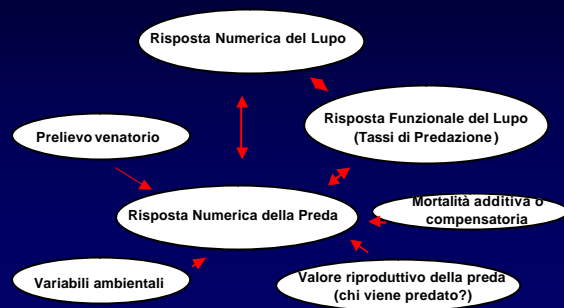 Risposta Numerica del Lupo
Risposta Funzionale del Lupo
(Tassi di Predazione)
Prelievo venatorio
Risposta Numerica della Preda
Mortalità additiva o
compensatoria
Variabili ambientali
Valore riproduttivo della preda
(chi viene predato?)